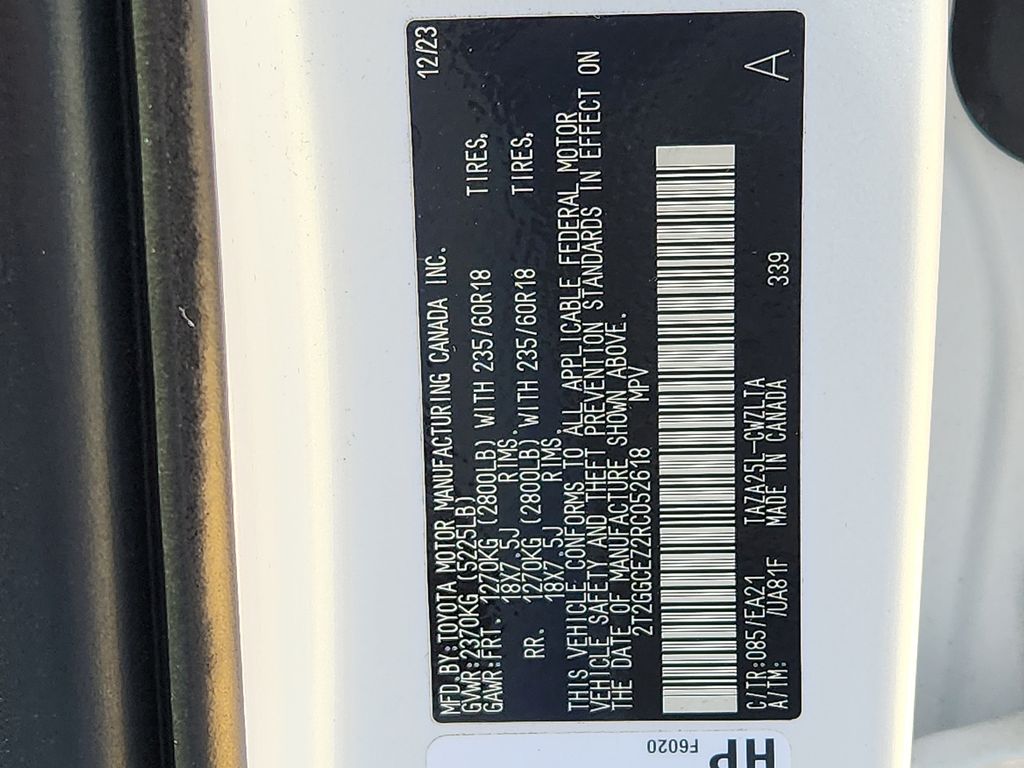 MFD.BY:TOYOTA MOTOR MANUFACTURING CANADA INC. 12/23
GVWR:2370KG (5225LB)
GAWR:FRT. 1270KG (2800LB) WITH 235/60R18 TIRES,
18X7.5J RIMS.
RR. 1270KG (2800LB) WITH 235/60R18 TIRES,
18X7.5J RIMS.
THIS VEHICLE CONFORMS TO ALL APPLICABLE FEDERAL MOTOR
VEHICLE SAFETY AND THEFT PREVENTION STANDARDS IN EFFECT ON
THE DATE OF MANUFACTURE SHOWN ABOVE.
2T2GGCEZ2RC052618 MPV
C/TR:085/EA21 TAZA25L-CWZLTA A
A/TM: /UA81F MADE IN CANADA 339
HP
F6020